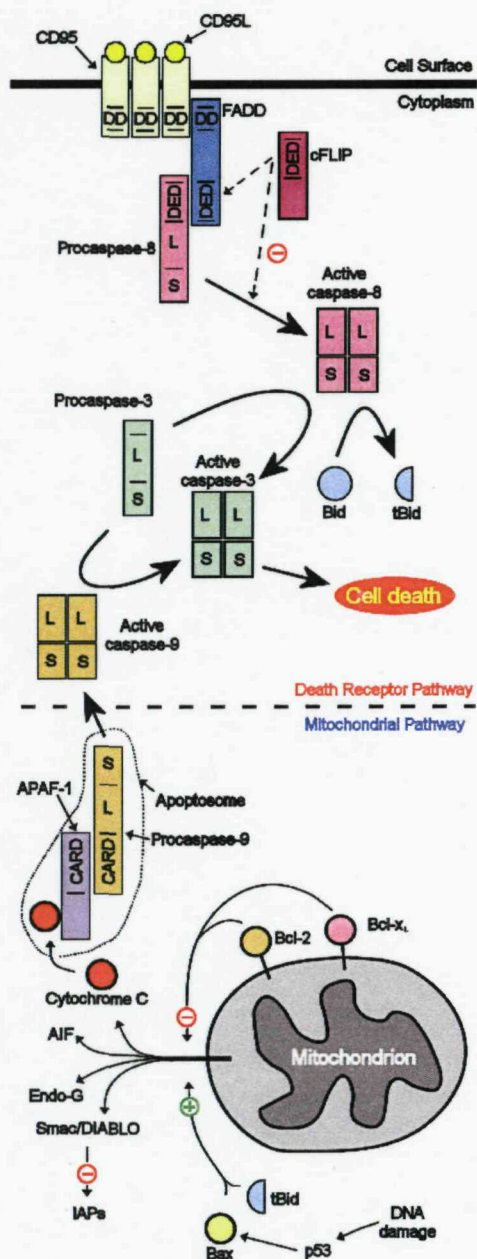 CD95
CD95L
Cell Surface
Cytoplasm
DD DD DD DD
FADD
DED
cFLIP
DED
DED
Procaspase-8
L
S
Active
caspase-8
L L
S S
Procaspase-3
L
S
Active
caspase-3
L L
S S
Bid
tBid
Cell death
L L
S S
Active
caspase-9
Death Receptor Pathway
Mitochondrial Pathway
APAF-1
S
L
CARD
CARD
Apoptosome
Procaspase-9
Cytochrome C
AIF
Endo-G
Smac/DIABLO
IAPs
Bcl-2
Bcl-xL
Mitochondrion
tBid
Bax
p53
DNA
damage